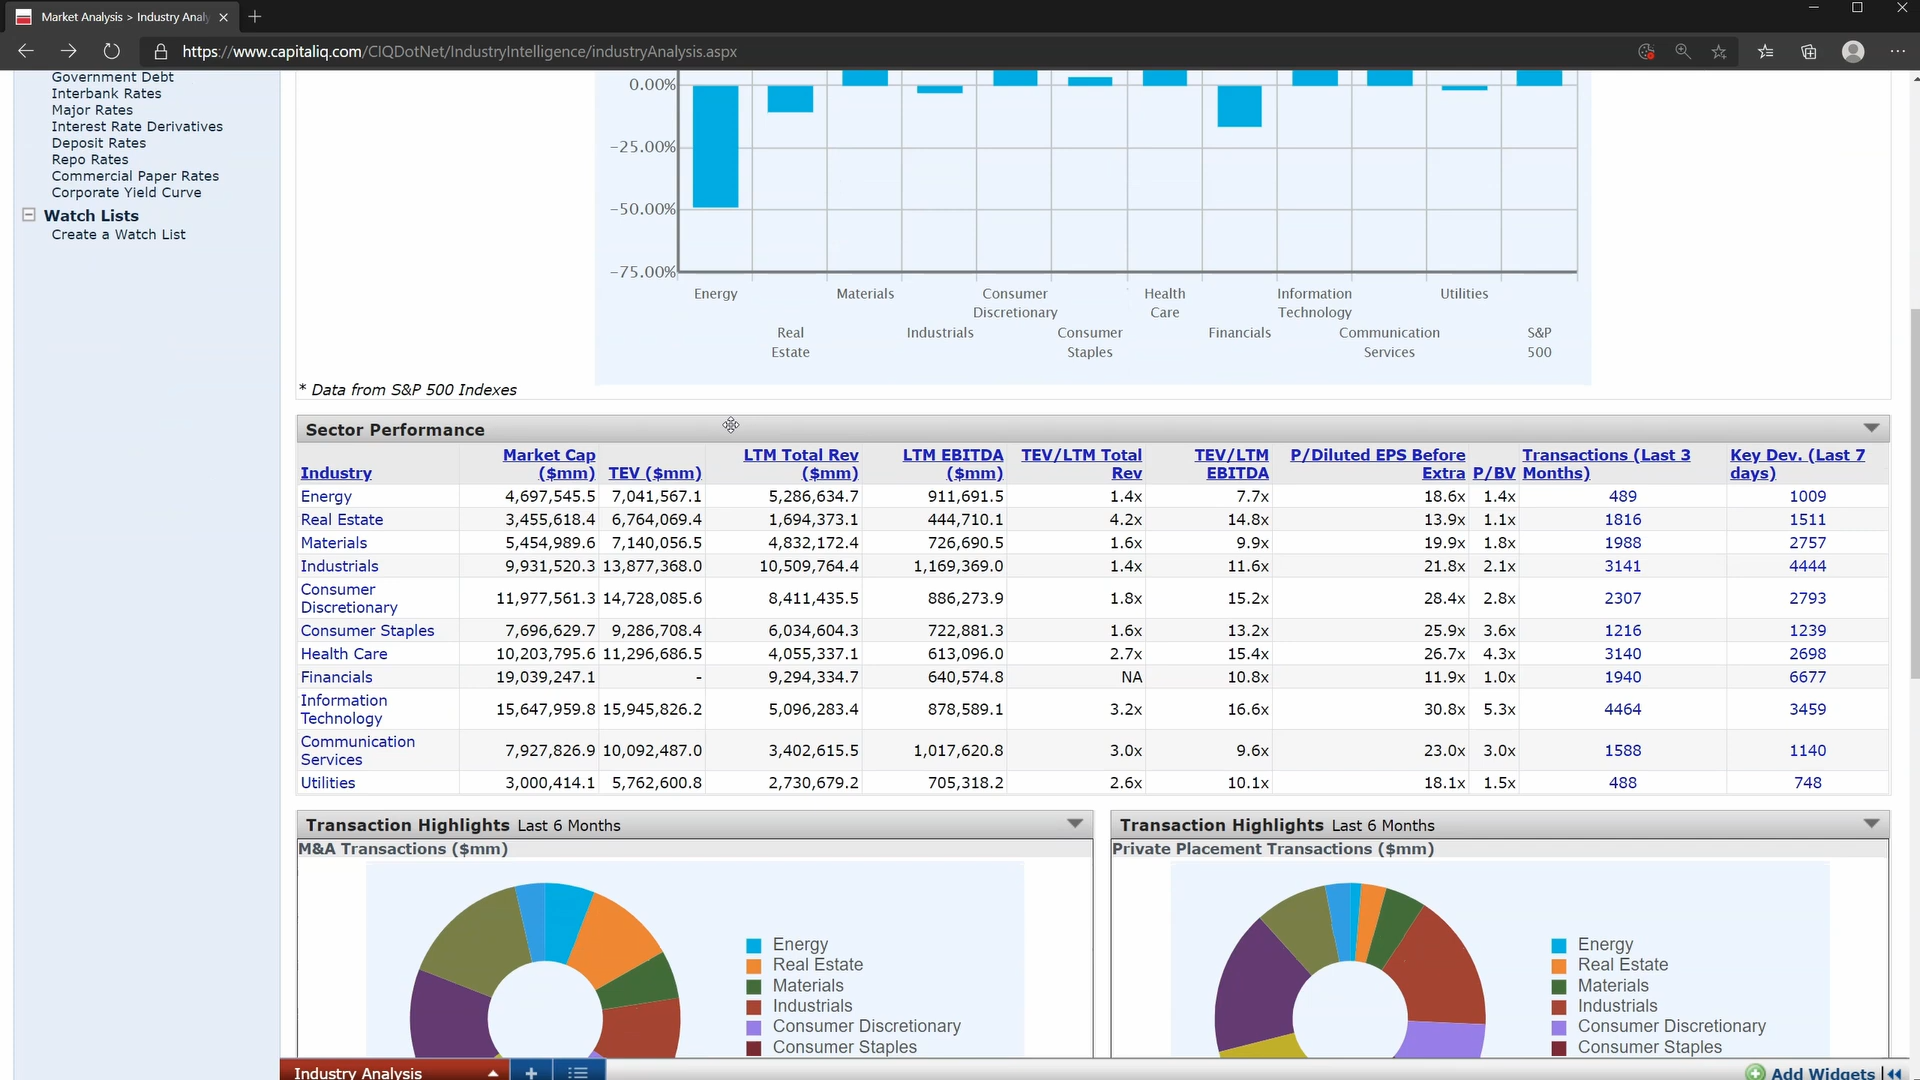 Market Analysis > Industry Analy
https://www.capitaliq.com/CIQDotNet/IndustryIntelligence/industryAnalysis.aspx
Government Debt
Interbank Rates
Major Rates
Interest Rate Derivatives
Deposit Rates
Repo Rates
Commercial Paper Rates
Corporate Yield Curve
Watch Lists
Create a Watch List
0.00%
-25.00%
-50.00%
-75.00%
Energy
Real
Estate
Materials
Industrials
Consumer
Discretionary
Consumer
Staples
Health
Care
Financials
Information
Technology
Communication
Services
Utilities
S&P
500
* Data from S&P 500 Indexes
Sector Performance
Industry Market Cap ($mm) TEV ($mm) LTM Total Rev ($mm) LTM EBITDA ($mm) TEV/LTM Total Rev TEV/LTM EBITDA P/Diluted EPS Before Extra P/BV Transactions (Last 3 Months) Key Dev. (Last 7 days)
Energy 4,697,545.5 7,041,567.1 5,286,634.7 911,691.5 1.4x 7.7x 18.6x 1.4x 489 1009
Real Estate 3,455,618.4 6,764,069.4 1,694,373.1 444,710.1 4.2x 14.8x 13.9x 1.1x 1816 1511
Materials 5,454,989.6 7,140,056.5 4,832,172.4 726,690.5 1.6x 9.9x 19.9x 1.8x 1988 2757
Industrials 9,931,520.3 13,877,368.0 10,509,764.4 1,169,369.0 1.4x 11.6x 21.8x 2.1x 3141 4444
Consumer Discretionary 11,977,561.3 14,728,085.6 8,411,435.5 886,273.9 1.8x 15.2x 28.4x 2.8x 2307 2793
Consumer Staples 7,696,629.7 9,286,708.4 6,034,604.3 722,881.3 1.6x 13.2x 25.9x 3.6x 1216 1239
Health Care 10,203,795.6 11,296,686.5 4,055,337.1 613,096.0 2.7x 15.4x 26.7x 4.3x 3140 2698
Financials 19,039,247.1 - 9,294,334.7 640,574.8 NA 10.8x 11.9x 1.0x 1940 6677
Information Technology 15,647,959.8 15,945,826.2 5,096,283.4 878,589.1 3.2x 16.6x 30.8x 5.3x 4464 3459
Communication Services 7,927,826.9 10,092,487.0 3,402,615.5 1,017,620.8 3.0x 9.6x 23.0x 3.0x 1588 1140
Utilities 3,000,414.1 5,762,600.8 2,730,679.2 705,318.2 2.6x 10.1x 18.1x 1.5x 488 748
Transaction Highlights Last 6 Months
M&A Transactions ($mm)
Energy
Real Estate
Materials
Industrials
Consumer Discretionary
Consumer Staples
Transaction Highlights Last 6 Months
Private Placement Transactions ($mm)
Energy
Real Estate
Materials
Industrials
Consumer Discretionary
Consumer Staples
Industry Analysis
Add Widgets